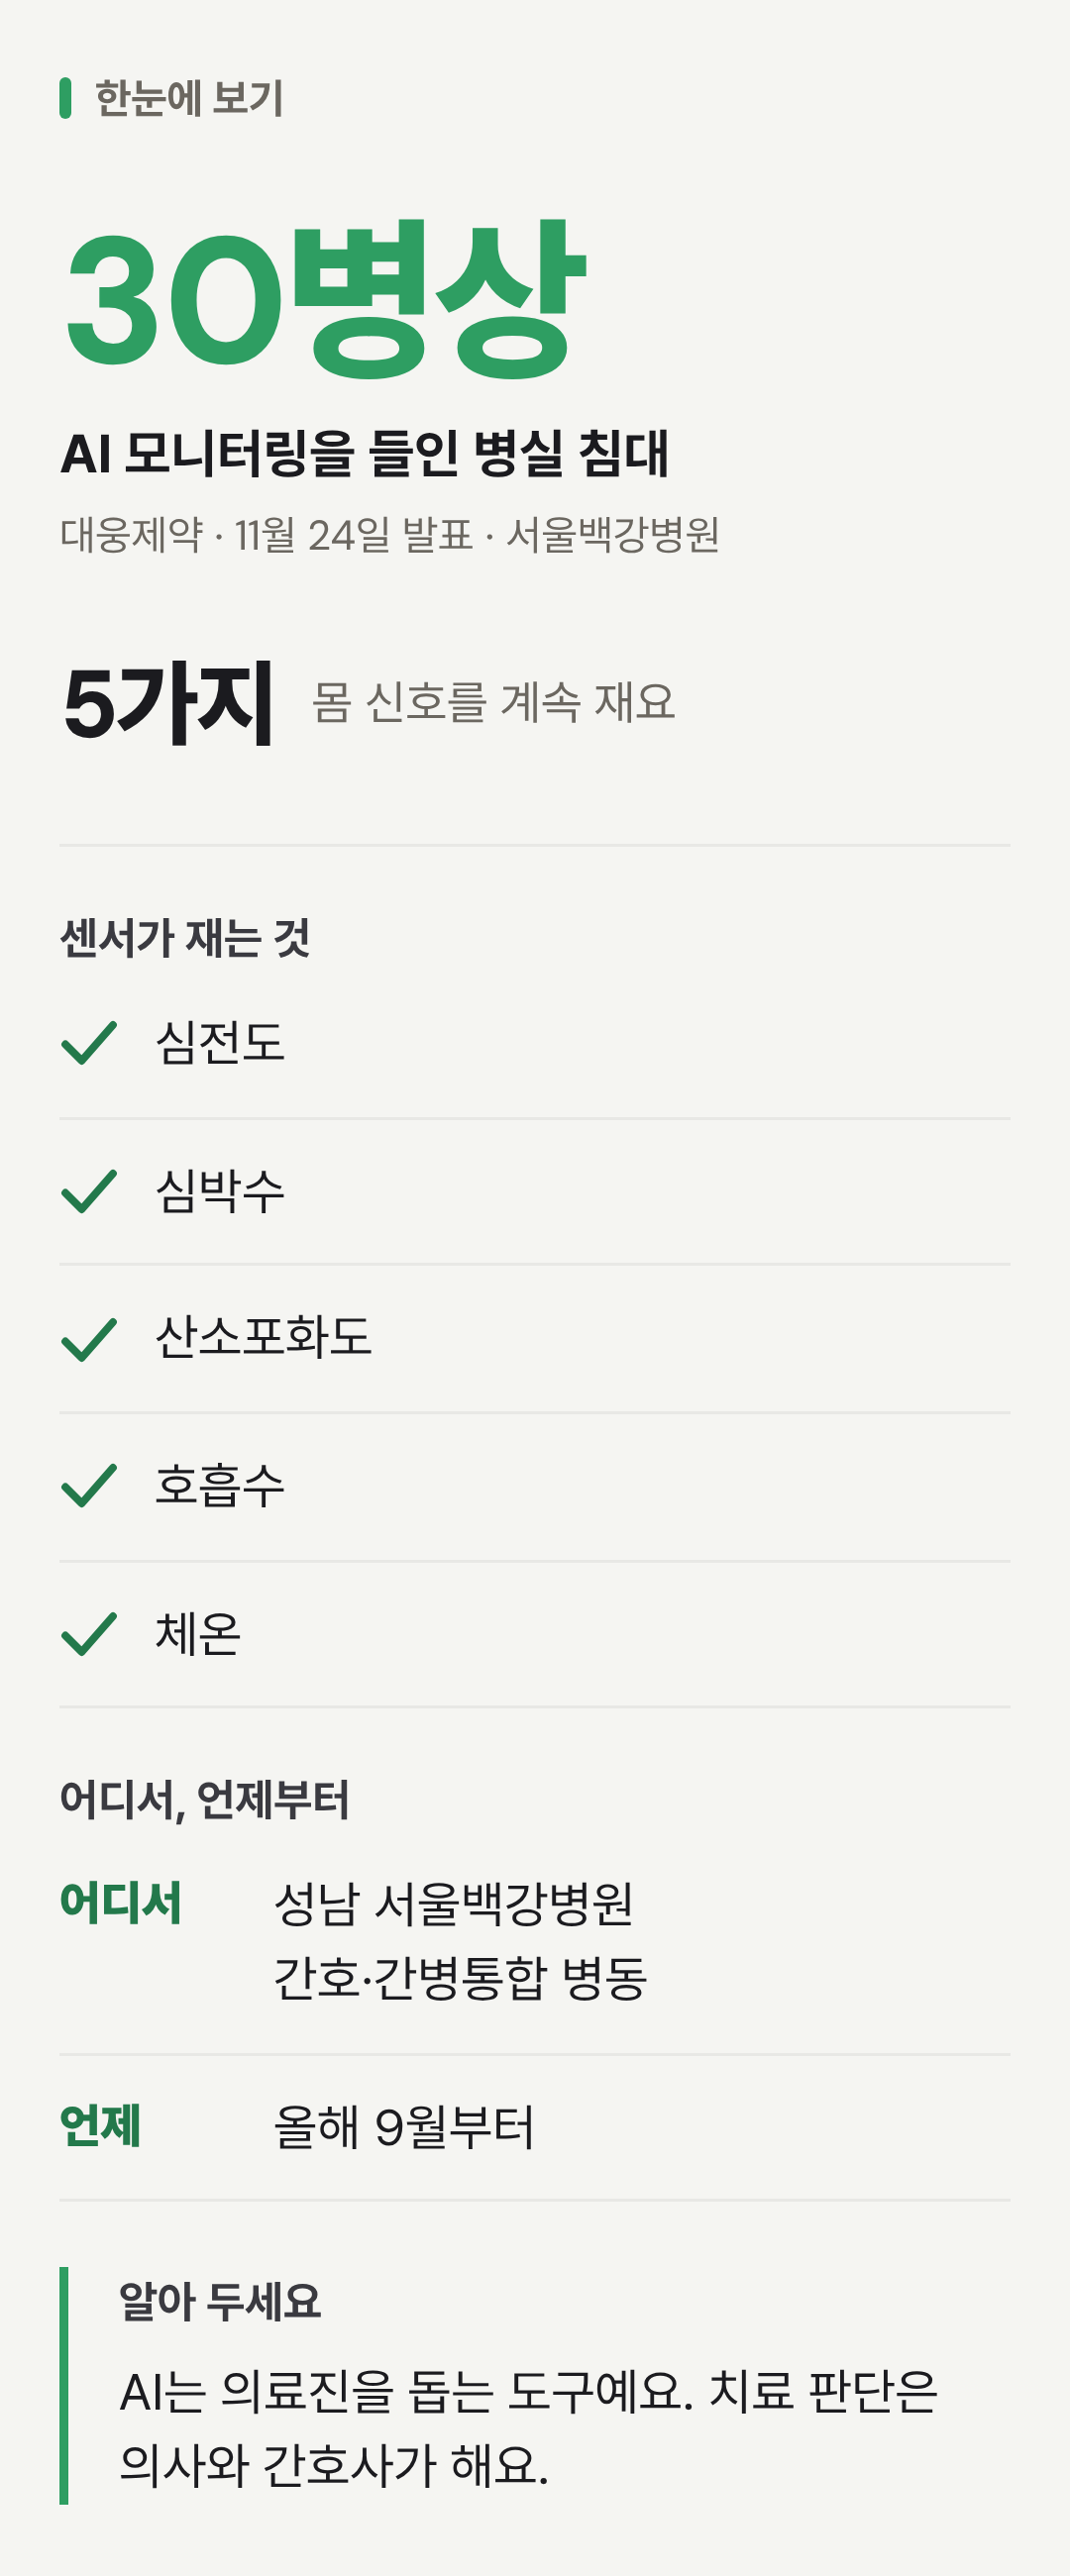 한눈에 보기
30병상
AI 모니터링을 들인 병실 침대
대웅제약 · 11월 24일 발표 · 서울백강병원
5가지 몸 신호를 계속 재요
센서가 재는 것
심전도
심박수
산소포화도
호흡수
체온
어디서, 언제부터
어디서 성남 서울백강병원
간호·간병통합 병동
언제 올해 9월부터
알아 두세요
AI는 의료진을 돕는 도구예요. 치료 판단은
의사와 간호사가 해요.